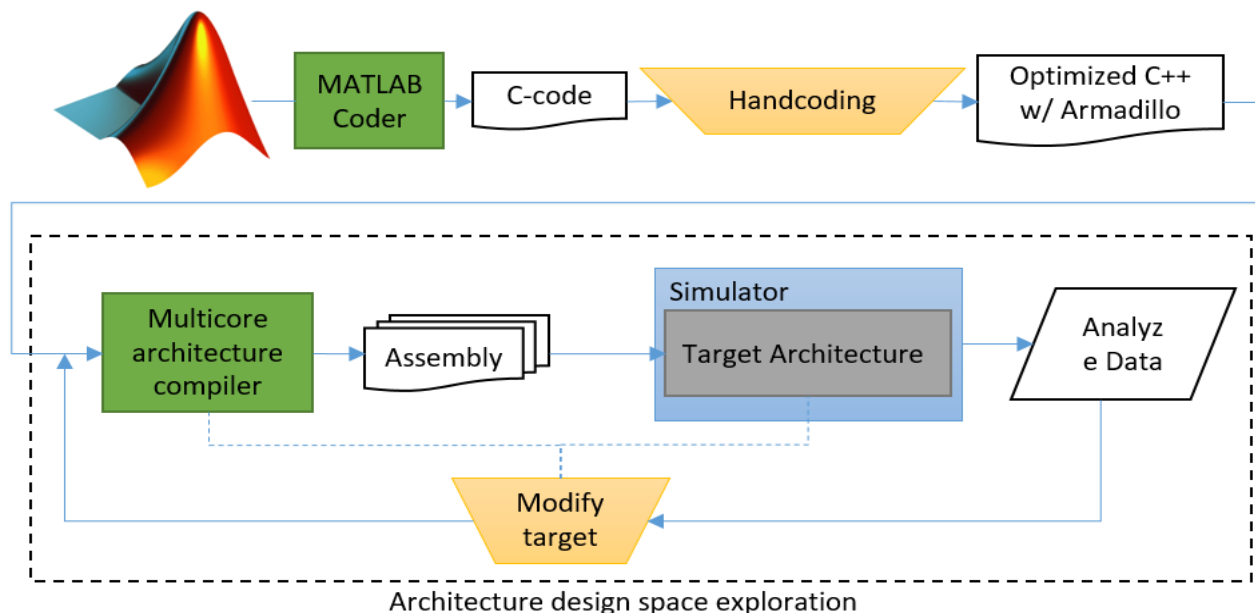 MATLAB
Coder
C-code
Handcoding
Optimized C++
w/ Armadillo
Multicore
architecture
compiler
Assembly
Simulator
Target Architecture
Analyz
e Data
Modify
target
Architecture design space exploration